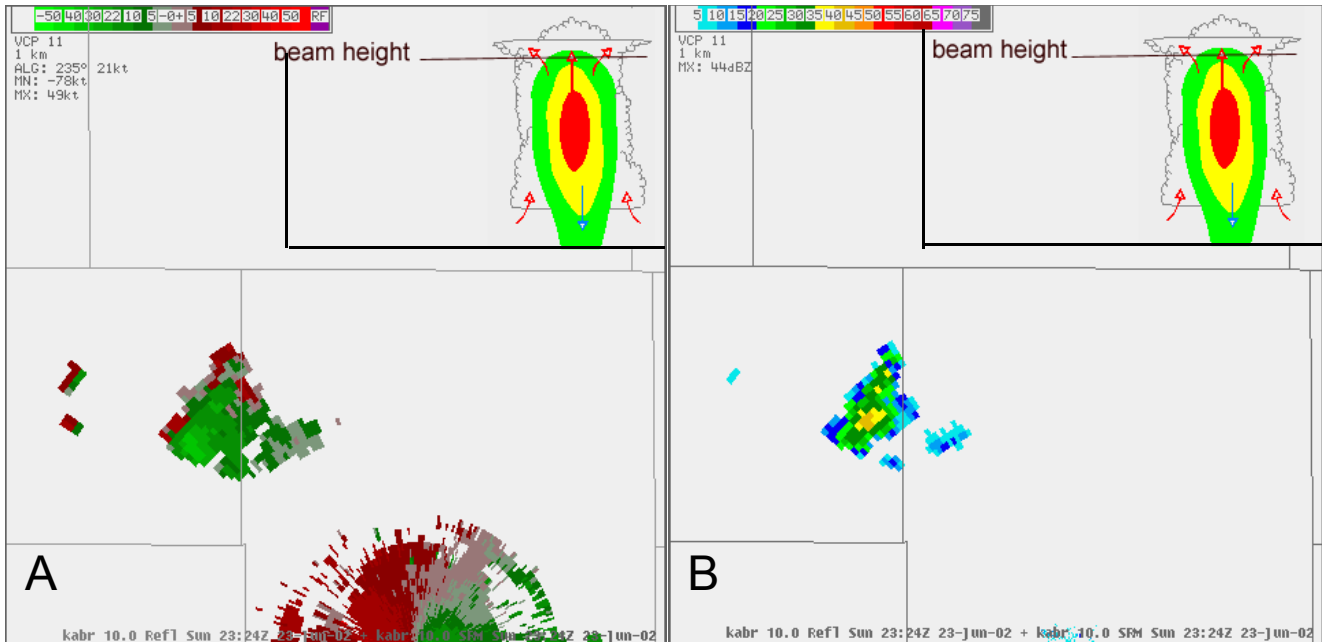 -50 40 30 22 10 5 -0+ 5 10 22 30 40 50 RF
VCP 11
1 km
ALG: 235° 21kt
MN: -78kt
MX: 49kt
beam height
A
kabr 10.0 Refl Sun 23:24Z 23-Jun-02 + kabr 10.0 SRM Sun 23:24Z 23-Jun-02
5 10 15 20 25 30 35 40 45 50 55 60 65 70 75
VCP 11
1 km
MX: 44dBZ
beam height
B
kabr 10.0 Refl Sun 23:24Z 23-Jun-02 + kabr 10.0 SRM Sun 23:24Z 23-Jun-02